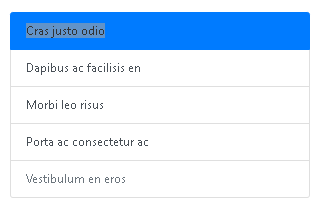 Cras justo odio
Dapibus ac facilisis en
Morbi leo risus
Porta ac consectetur ac
Vestibulum en eros